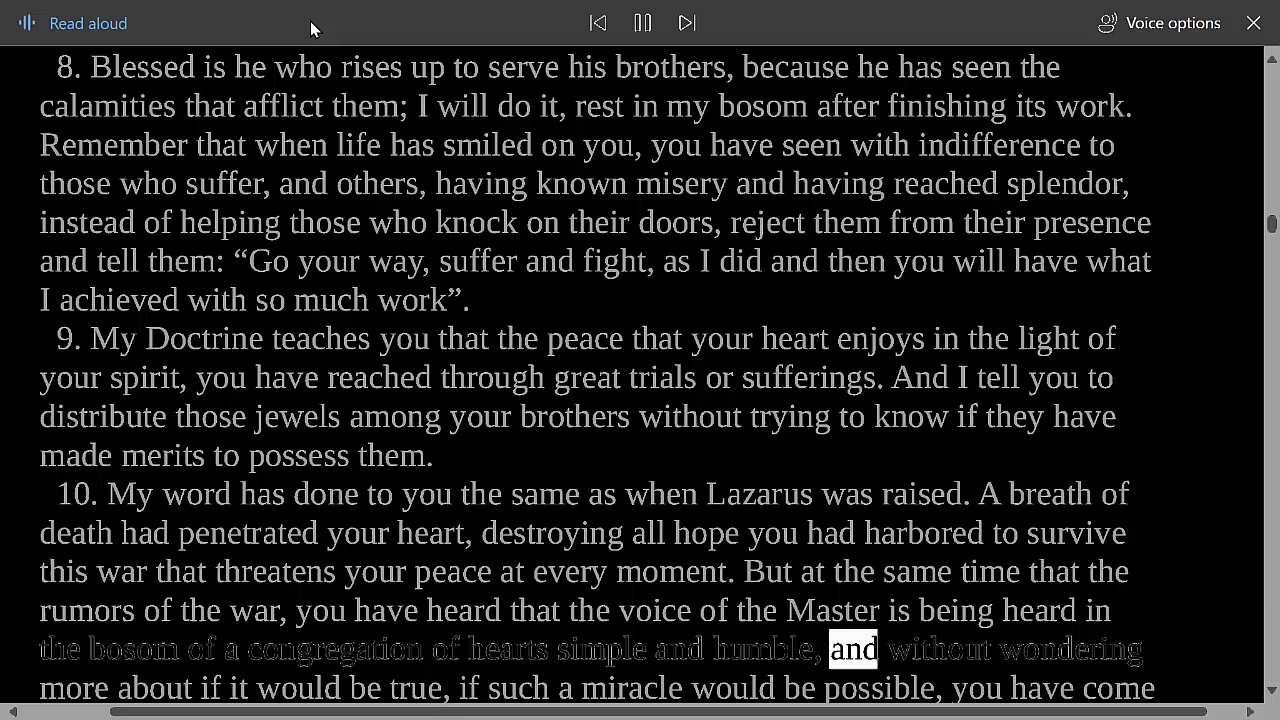 Read aloud
Voice options
8. Blessed is he who rises up to serve his brothers, because he has seen the
calamities that afflict them; I will do it, rest in my bosom after finishing its work.
Remember that when life has smiled on you, you have seen with indifference to
those who suffer, and others, having known misery and having reached splendor,
instead of helping those who knock on their doors, reject them from their presence
and tell them: “Go your way, suffer and fight, as I did and then you will have what
I achieved with so much work”.
9. My Doctrine teaches you that the peace that your heart enjoys in the light of
your spirit, you have reached through great trials or sufferings. And I tell you to
distribute those jewels among your brothers without trying to know if they have
made merits to possess them.
10. My word has done to you the same as when Lazarus was raised. A breath of
death had penetrated your heart, destroying all hope you had harbored to survive
this war that threatens your peace at every moment. But at the same time that the
rumors of the war, you have heard that the voice of the Master is being heard in
the bosom of a congregation of hearts simple and humble, and without wondering
more about if it would be true, if such a miracle would be possible, you have come